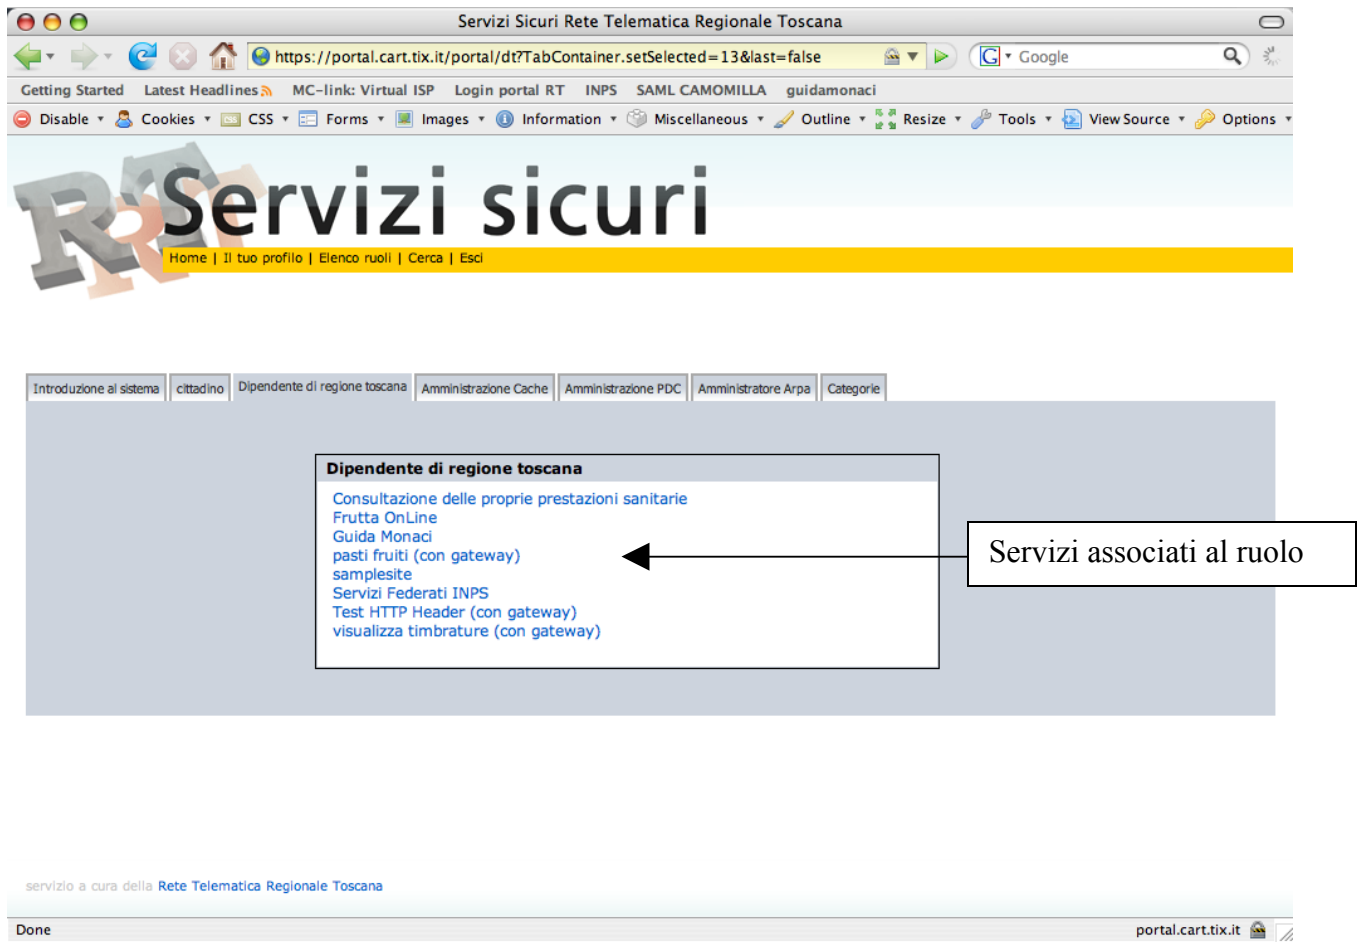 Servizi Sicuri Rete Telematica Regionale Toscana
https://portal.cart.tix.it/portal/dt?TabContainer.setSelected=13&last=false
G Google
Getting Started Latest Headlines MC-link: Virtual ISP Login portal RT INPS SAML CAMOMILLA guidamonaci
Disable Cookies CSS Forms Images Information Miscellaneous Outline Resize Tools View Source Options
RRT
Servizi sicuri
Home | Il tuo profilo | Elenco ruoli | Cerca | Esci
Introduzione al sistema cittadino Dipendente di regione toscana Amministrazione Cache Amministrazione PDC Amministratore Arpa Categorie
Dipendente di regione toscana
Consultazione delle proprie prestazioni sanitarie
Frutta OnLine
Guida Monaci
pasti fruiti (con gateway)
samplesite
Servizi Federati INPS
Test HTTP Header (con gateway)
visualizza timbrature (con gateway)
Servizi associati al ruolo
servizio a cura della Rete Telematica Regionale Toscana
Done portal.cart.tix.it